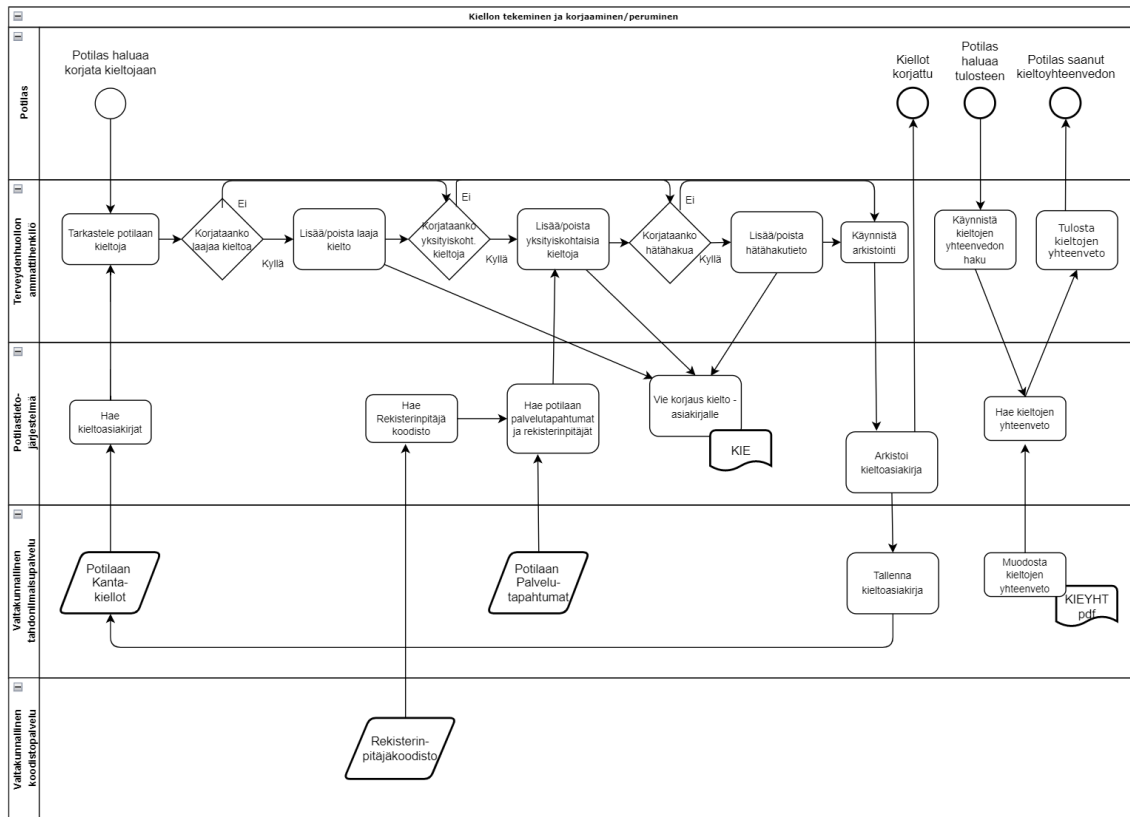 Kiellon tekeminen ja korjaaminen/peruminen
Potilas
Potilas haluaa
korjata kieltojaan
Kiellot
korjattu
Potilas
haluaa
tulosteen
Potilas saanut
kieltoyhteenvedon
Terveydenhuollon
ammattilhenkilö
Tarkastele potilaan
kieltoja
Korjataanko
laajaa kieltoa
Ei
Kyllä
Lisää/poista laaja
kielto
Korjataanko
yksityiskoht.
kieltoja
Ei
Kyllä
Lisää/poista
yksityiskohtaisia
kieltoja
Korjataanko
hätähakua
Ei
Kyllä
Lisää/poista
hätähakutieto
Käynnistä
arkistointi
Käynnistä
kieltojen
yhteenvedon
haku
Tulosta
kieltojen
yhteenveto
Potilastieto-
järjestelmä
Hae
kieltoasiakirjat
Hae
Rekisterinpitäjä
koodisto
Hae potilaan
palvelutapahtumat
ja rekisterinpitäjät
Vie korjaus kielto -
asiakirjalle
KIE
Arkistoi
kieltoasiakirja
Hae kieltojen
yhteenveto
Valtakunnallinen
tahdonilmaisupalvelu
Potilaan
Kanta-
kiellot
Potilaan
Palvelu-
tapahtumat
Tallenna
kieltoasiakirja
Muodosta
kieltojen
yhteenveto
KIEYHT
pdf
Valtakunnallinen
koodistopalvelu
Rekisterin-
pitäjäkoodisto